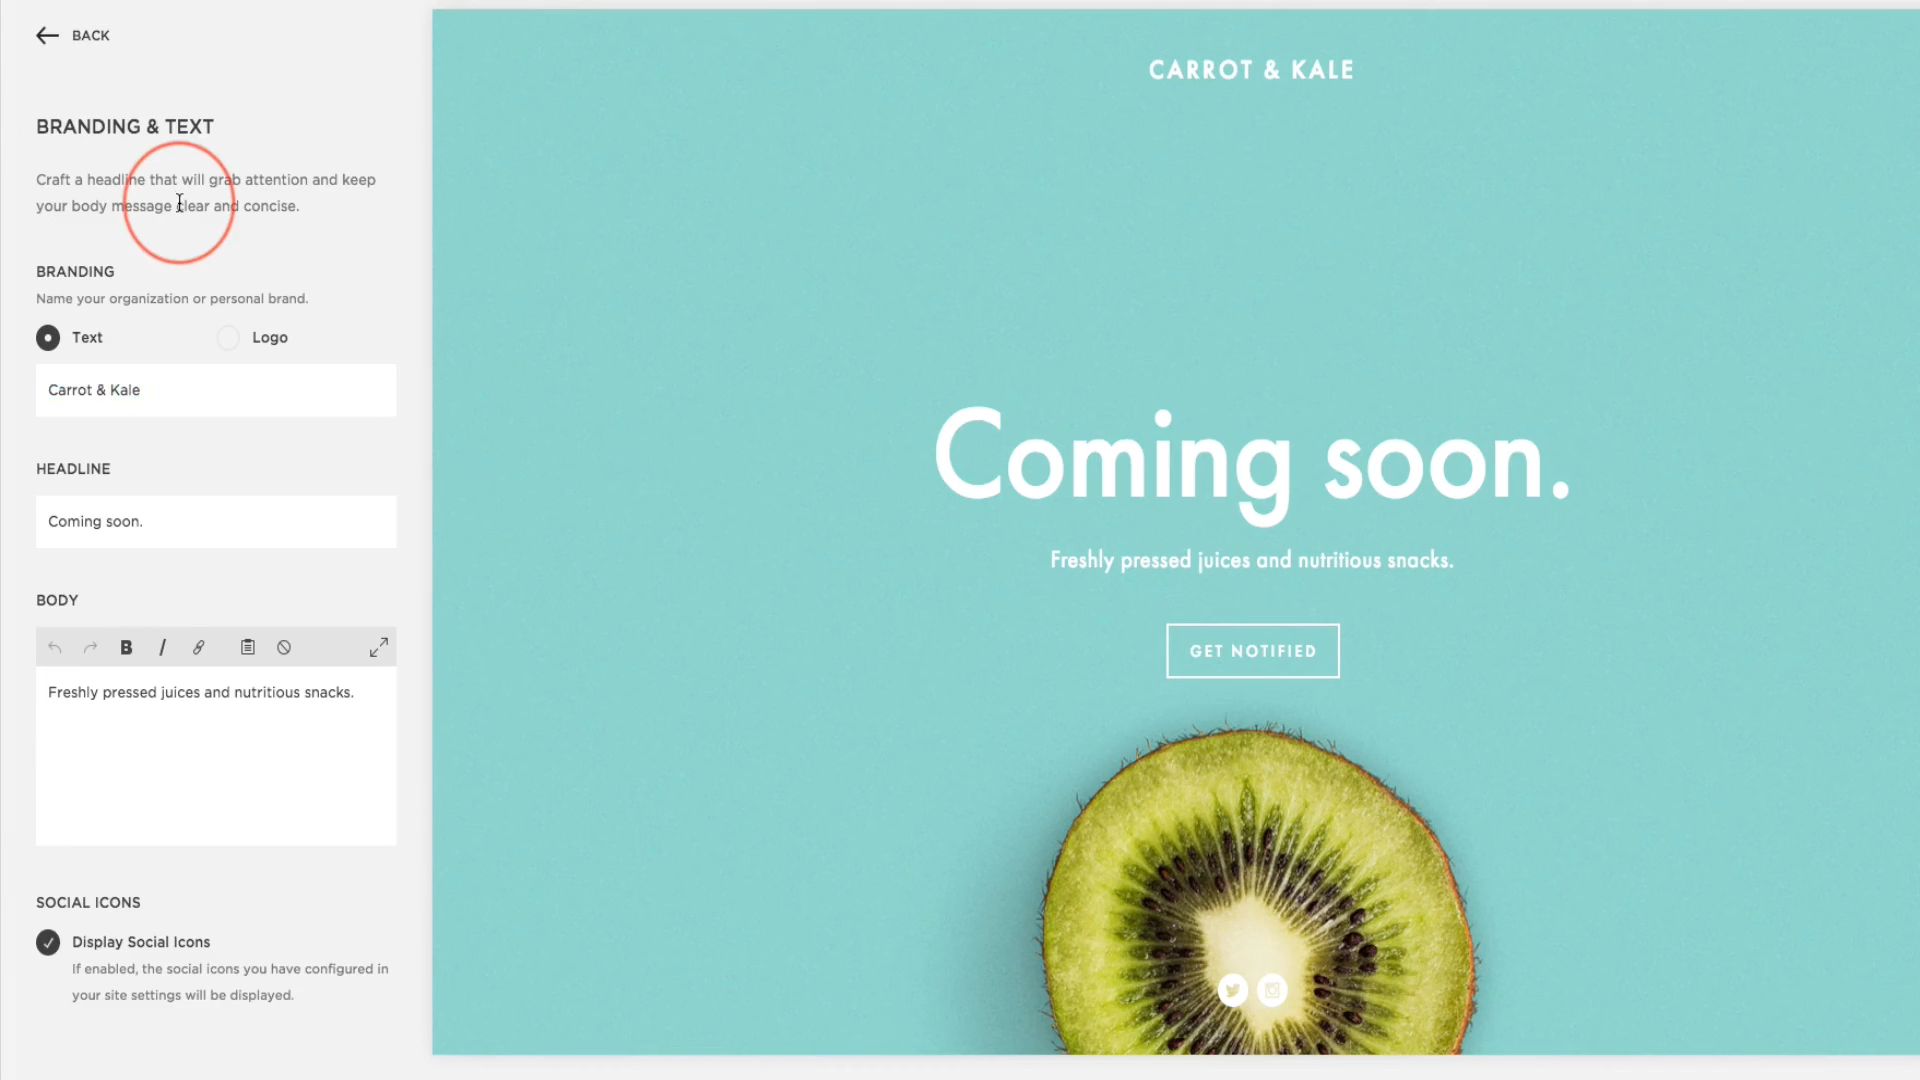 BACK
BRANDING & TEXT
Craft a headline that will grab attention and keep
your body message clear and concise.
BRANDING
Name your organization or personal brand.
Text
Logo
Carrot & Kale
HEADLINE
Coming soon.
BODY
B I
Freshly pressed juices and nutritious snacks.
SOCIAL ICONS
Display Social Icons
If enabled, the social icons you have configured in
your site settings will be displayed.
CARROT & KALE
Coming soon.
Freshly pressed juices and nutritious snacks.
GET NOTIFIED